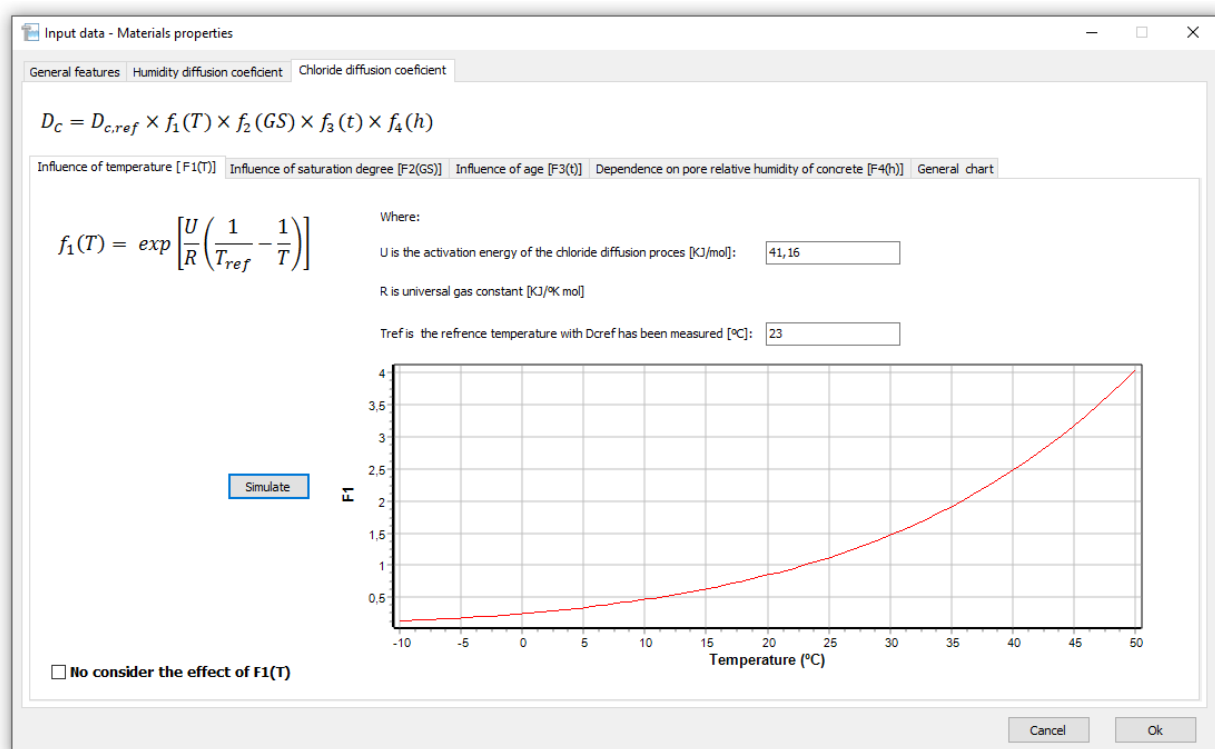 Input data - Materials properties
General features Humidity diffusion coeficient Chloride diffusion coeficient
D_C = D_{c,ref} × f_1(T) × f_2(GS) × f_3(t) × f_4(h)
Influence of temperature [ F1(T)] Influence of saturation degree [F2(GS)] Influence of age [F3(t)] Dependence on pore relative humidity of concrete [F4(h)] General chart
f_1(T) = exp [U/R (1/T_ref − 1/T)]
Where:
U is the activation energy of the chloride diffusion proces [KJ/mol]: 41,16
R is universal gas constant [KJ/ºK mol]
Tref is the refrence temperature with Dcref has been measured [ºC]: 23
Simulate
F1
4
3,5
3
2,5
2
1,5
1
0,5
-10 -5 0 5 10 15 20 25 30 35 40 45 50
Temperature (ºC)
No consider the effect of F1(T)
Cancel Ok